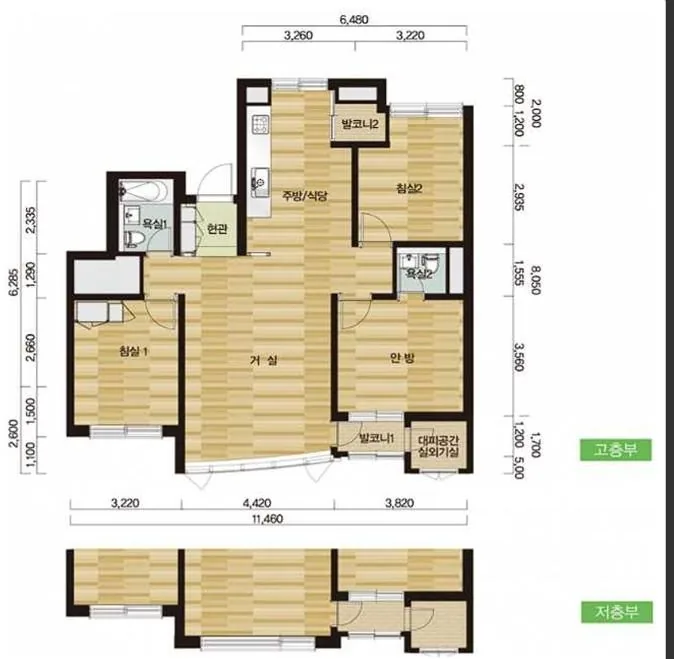 6,480
3,260
3,220
800
1,200
2,000
발코니2
침실2
2,935
주방/식당
욕실1
현관
2,335
6,285
1,290
욕실2
1,555
8,050
침실 1
거 실
안 방
2,660
3,560
1,500
2,600
1,100
발코니1
대피공간
실외기실
1,200
1,700
5,00
고층부
3,220
4,420
3,820
11,460
저층부